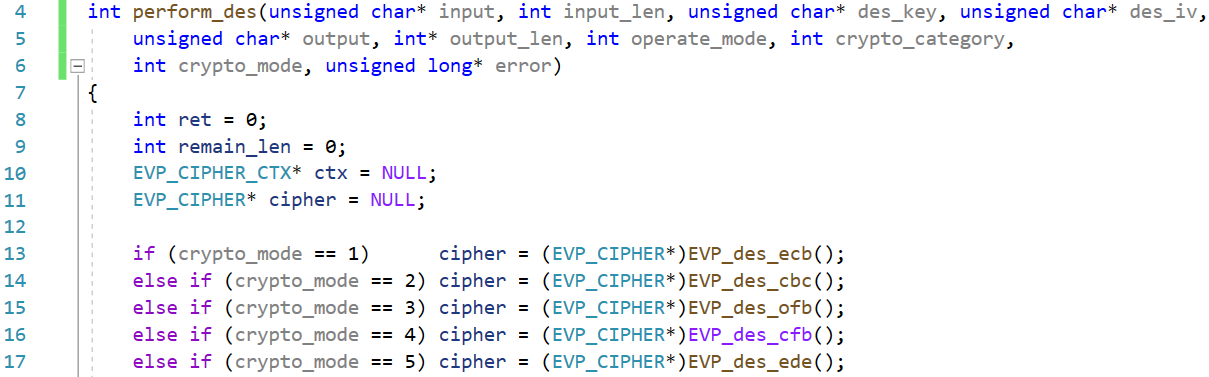 4 int perform_des(unsigned char* input, int input_len, unsigned char* des_key, unsigned char* des_iv,
5 unsigned char* output, int* output_len, int operate_mode, int crypto_category,
6 int crypto_mode, unsigned long* error)
7 {
8 int ret = 0;
9 int remain_len = 0;
10 EVP_CIPHER_CTX* ctx = NULL;
11 EVP_CIPHER* cipher = NULL;
12
13 if (crypto_mode == 1)      cipher = (EVP_CIPHER*)EVP_des_ecb();
14 else if (crypto_mode == 2) cipher = (EVP_CIPHER*)EVP_des_cbc();
15 else if (crypto_mode == 3) cipher = (EVP_CIPHER*)EVP_des_ofb();
16 else if (crypto_mode == 4) cipher = (EVP_CIPHER*)EVP_des_cfb();
17 else if (crypto_mode == 5) cipher = (EVP_CIPHER*)EVP_des_ede();